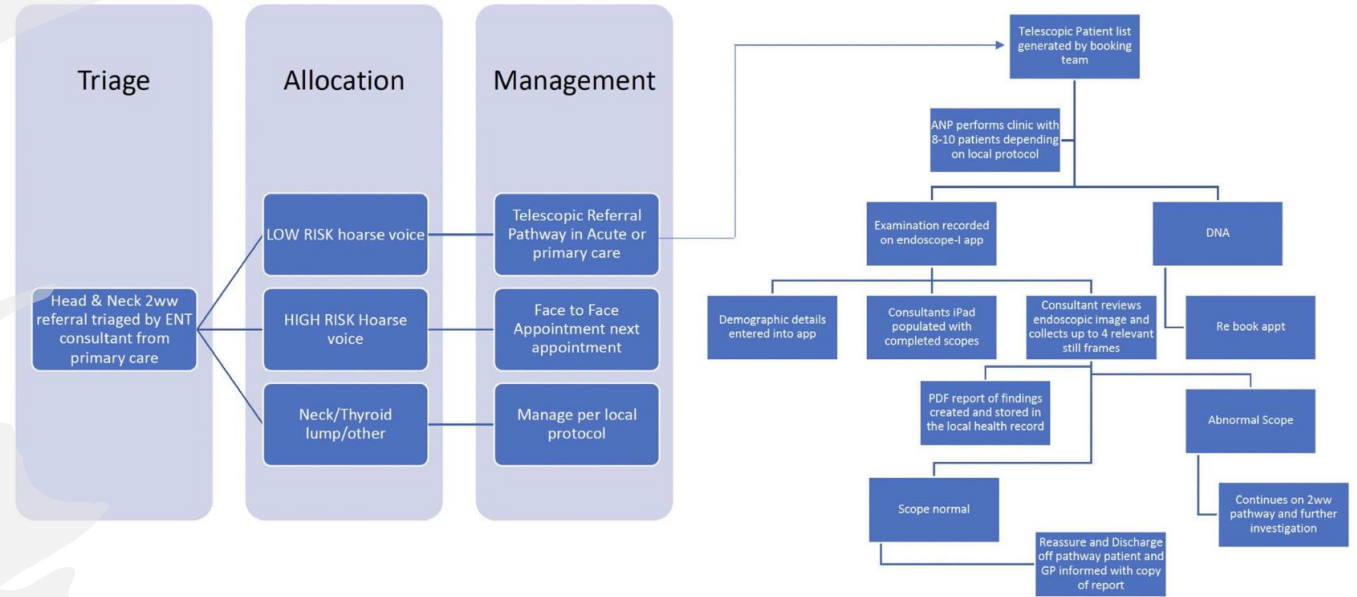 Triage
Allocation
Management
Head & Neck 2ww
referral triaged by ENT
consultant from
primary care
LOW RISK hoarse voice
HIGH RISK Hoarse
voice
Neck/Thyroid
lump/other
Telescopic Referral
Pathway in Acute or
primary care
Face to Face
Appointment next
appointment
Manage per local
protocol
Telescopic Patient list
generated by booking
team
ANP performs clinic with
8-10 patients depending
on local protocol
Examination recorded
on endoscope-I app
DNA
Demographic details
entered into app
Consultants iPad
populated with
completed scopes
Consultant reviews
endoscopic image and
collects up to 4 relevant
still frames
Re book appt
PDF report of findings
created and stored in
the local health record
Abnormal Scope
Scope normal
Continues on 2ww
pathway and further
investigation
Reassure and Discharge
off pathway patient and
GP informed with copy
of report